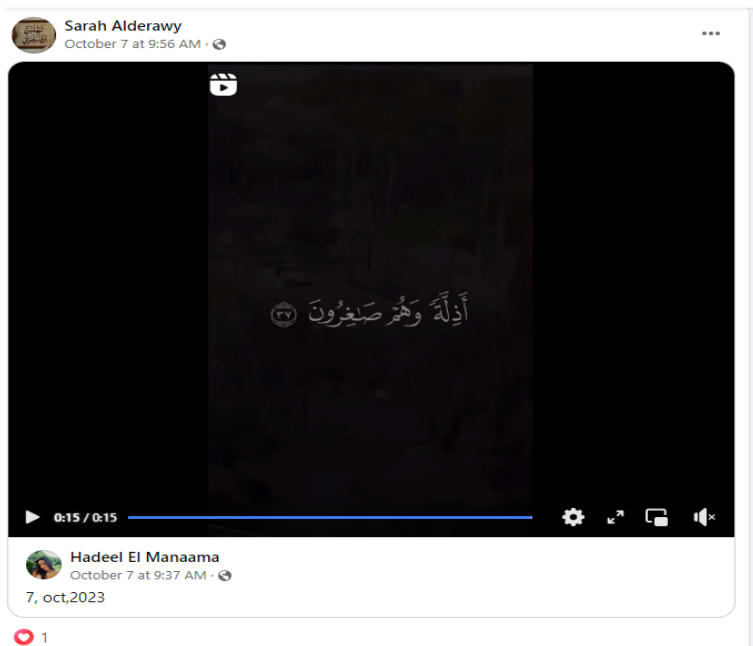 Sarah Alderawy
October 7 at 9:56 AM ·
أَذِلَّةً وَهُمْ صَٰغِرُونَ ٣٧
0:15 / 0:15
Hadeel El Manaama
October 7 at 9:37 AM ·
7, oct,2023
1